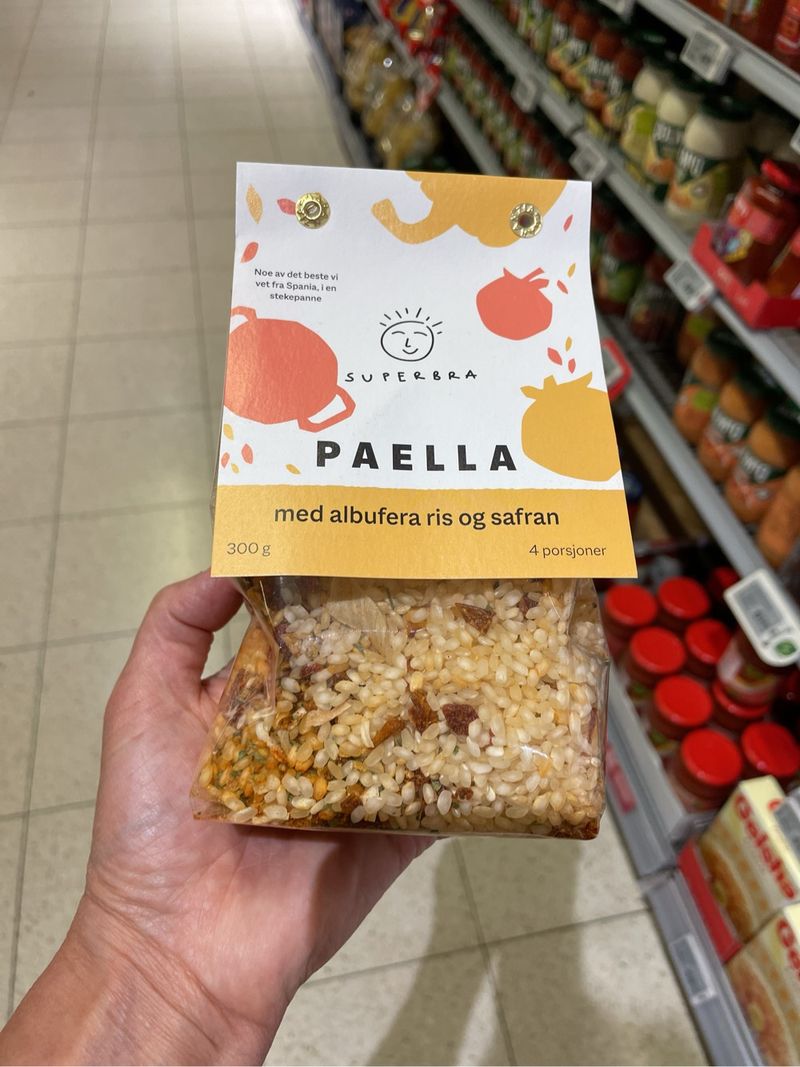 Noe av det beste vi
vet fra Spania, i en
stekepanne
SUPERBRA
PAELLA
med albufera ris og safran
300 g
4 porsjoner
Geisha